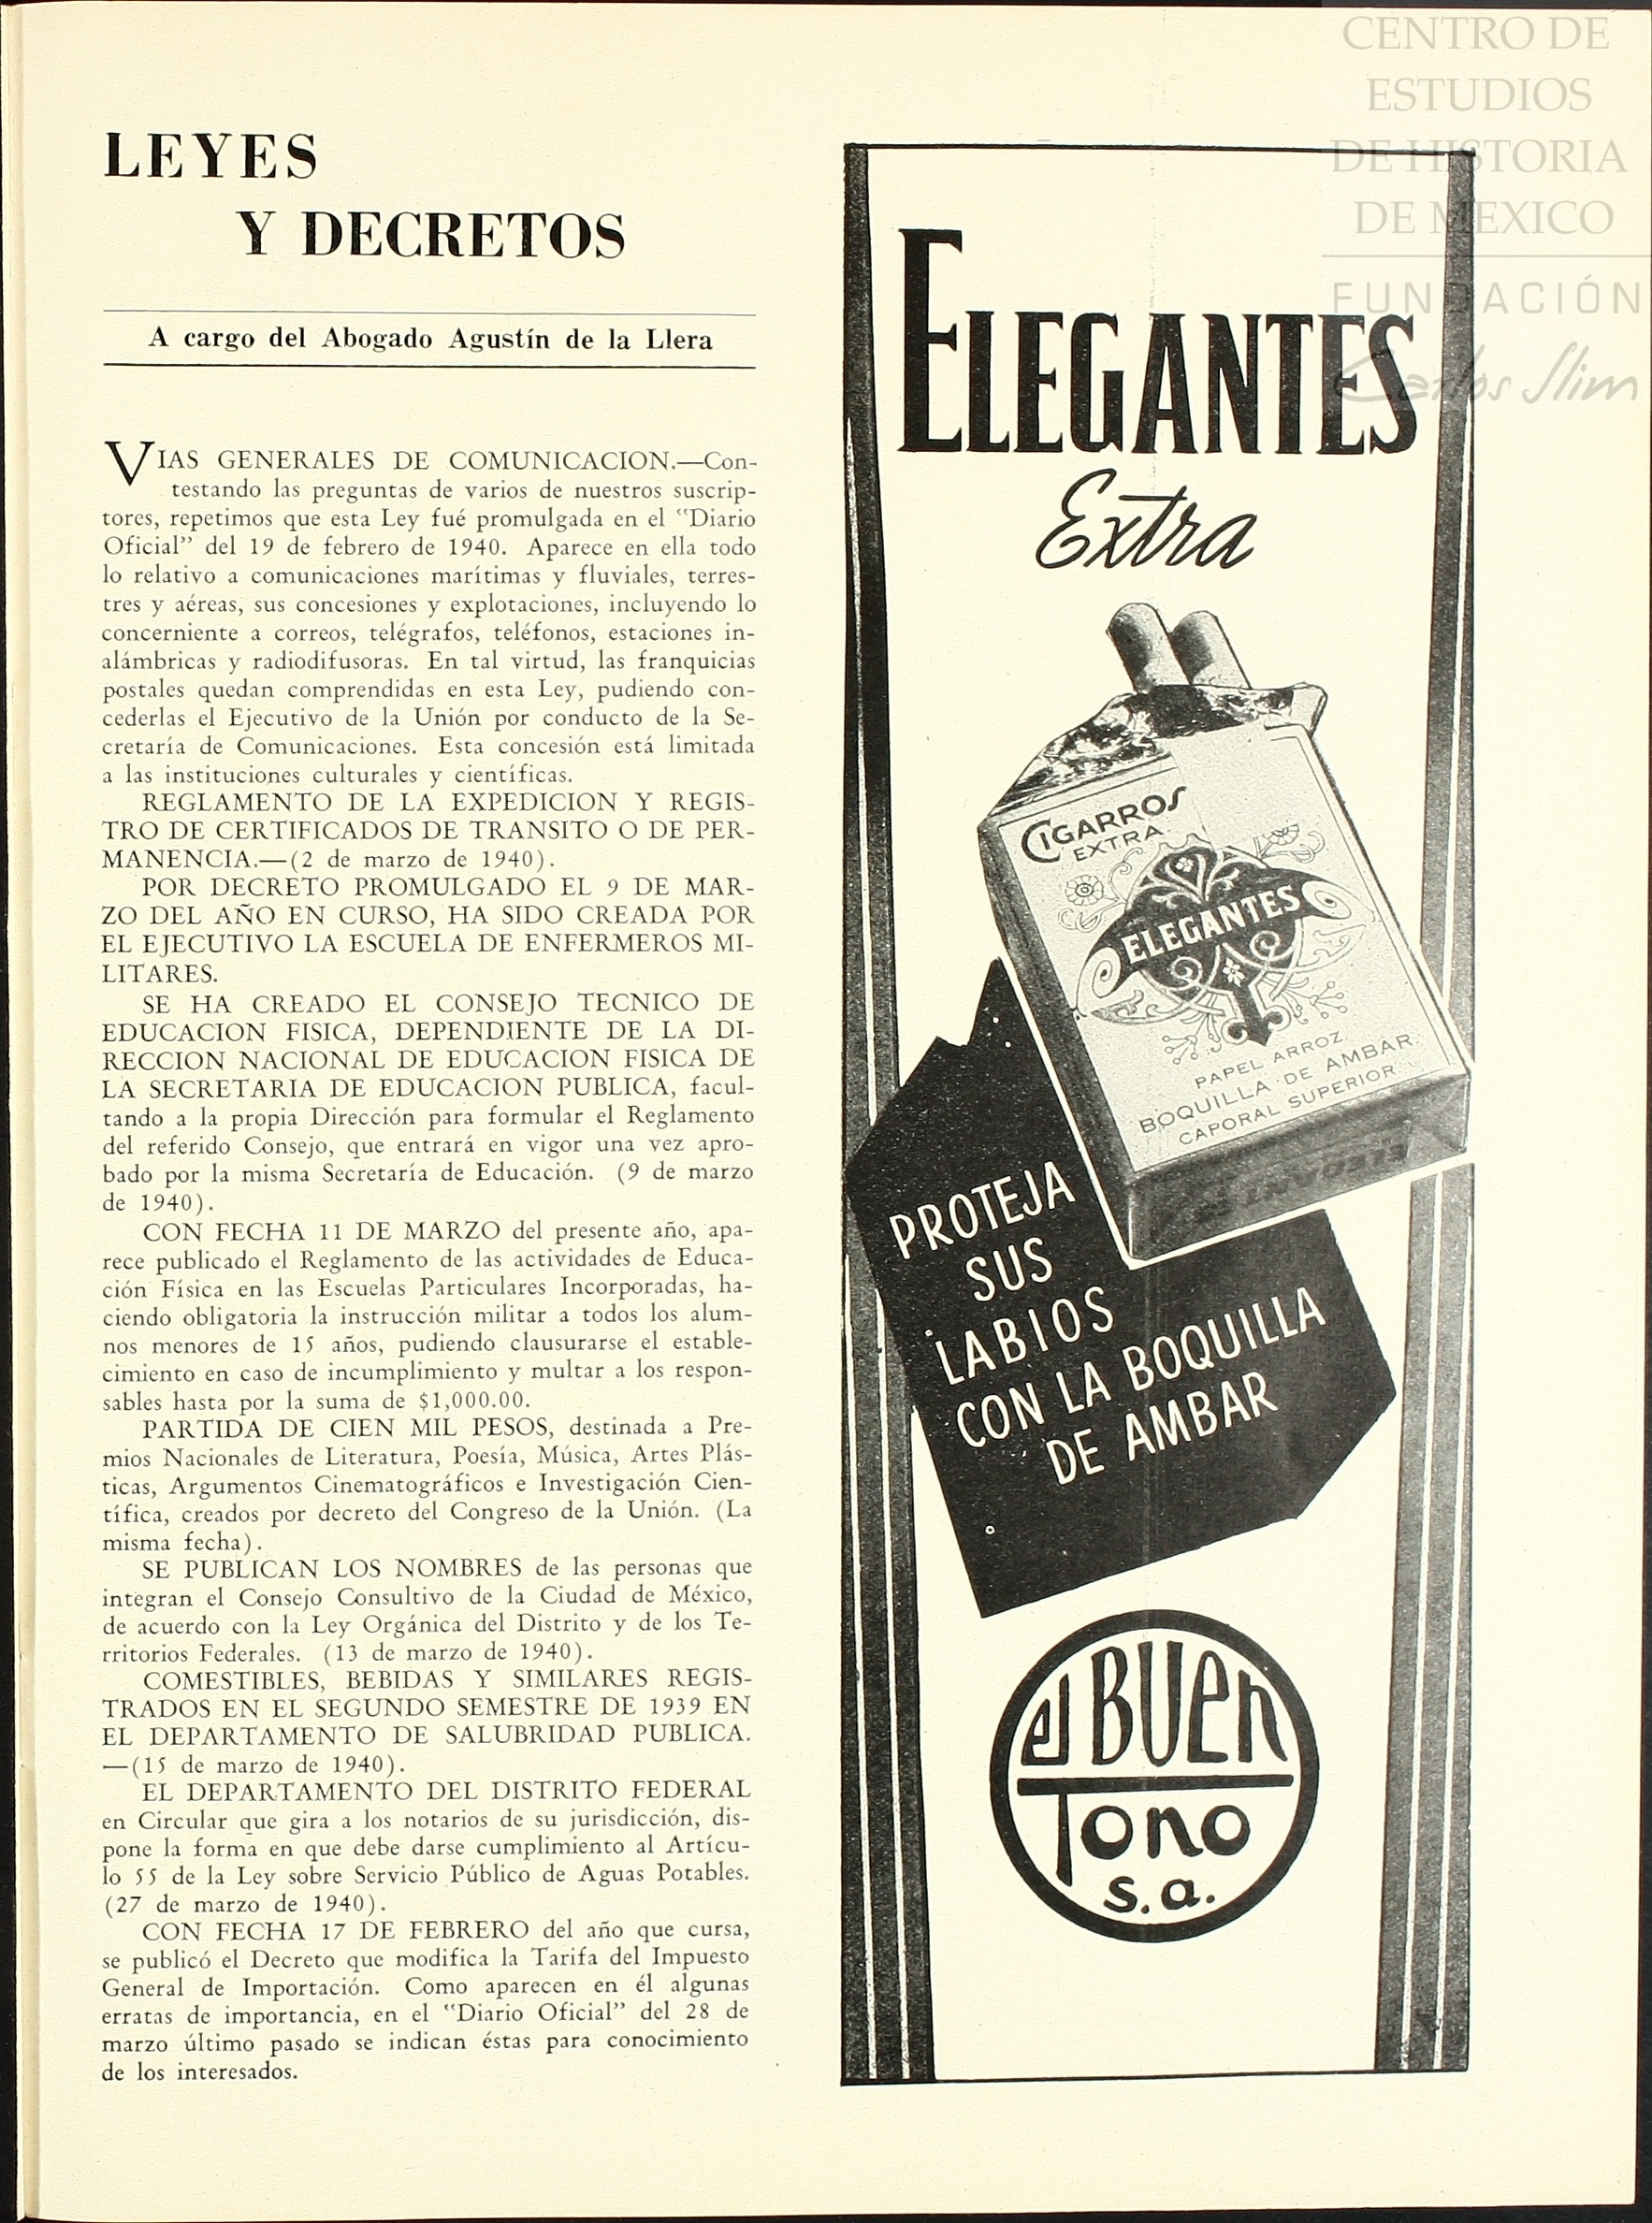 CENTRO DE
ESTUDIOS
DE HISTORIA
DE MEXICO
FUNDACIÓN
Carlos Slim
LEYES
Y DECRETOS
A cargo del Abogado Agustín de la Llera
VIAS GENERALES DE COMUNICACION.—Con-
testando las preguntas de varios de nuestros suscrip-
tores, repetimos que esta Ley fué promulgada en el "Diario
Oficial" del 19 de febrero de 1940. Aparece en ella todo
lo relativo a comunicaciones marítimas y fluviales, terres-
tres y aéreas, sus concesiones y explotaciones, incluyendo lo
concerniente a correos, telégrafos, teléfonos, estaciones in-
alámbricas y radiodifusoras. En tal virtud, las franquicias
postales quedan comprendidas en esta Ley, pudiendo con-
cederlas el Ejecutivo de la Unión por conducto de la Se-
cretaría de Comunicaciones. Esta concesión está limitada
a las instituciones culturales y científicas.
REGLAMENTO DE LA EXPEDICION Y REGIS-
TRO DE CERTIFICADOS DE TRANSITO O DE PER-
MANENCIA.—(2 de marzo de 1940).
POR DECRETO PROMULGADO EL 9 DE MAR-
ZO DEL AÑO EN CURSO, HA SIDO CREADA POR
EL EJECUTIVO LA ESCUELA DE ENFERMEROS MI-
LITARES.
SE HA CREADO EL CONSEJO TECNICO DE
EDUCACION FISICA, DEPENDIENTE DE LA DI-
RECCION NACIONAL DE EDUCACION FISICA DE
LA SECRETARIA DE EDUCACION PUBLICA, facul-
tando a la propia Dirección para formular el Reglamento
del referido Consejo, que entrará en vigor una vez apro-
bado por la misma Secretaría de Educación. (9 de marzo
de 1940).
CON FECHA 11 DE MARZO del presente año, apa-
rece publicado el Reglamento de las actividades de Educa-
ción Física en las Escuelas Particulares Incorporadas, ha-
ciendo obligatoria la instrucción militar a todos los alum-
nos menores de 15 años, pudiendo clausurarse el estable-
cimiento en caso de incumplimiento y multar a los respon-
sables hasta por la suma de $1,000.00.
PARTIDA DE CIEN MIL PESOS, destinada a Pre-
mios Nacionales de Literatura, Poesía, Música, Artes Plás-
ticas, Argumentos Cinematográficos e Investigación Cien-
tífica, creados por decreto del Congreso de la Unión. (La
misma fecha).
SE PUBLICAN LOS NOMBRES de las personas que
integran el Consejo Consultivo de la Ciudad de México,
de acuerdo con la Ley Orgánica del Distrito y de los Te-
rritorios Federales. (13 de marzo de 1940).
COMESTIBLES, BEBIDAS Y SIMILARES REGIS-
TRADOS EN EL SEGUNDO SEMESTRE DE 1939 EN
EL DEPARTAMENTO DE SALUBRIDAD PUBLICA.
—(15 de marzo de 1940).
EL DEPARTAMENTO DEL DISTRITO FEDERAL
en Circular que gira a los notarios de su jurisdicción, dis-
pone la forma en que debe darse cumplimiento al Artícu-
lo 55 de la Ley sobre Servicio Público de Aguas Potables.
(27 de marzo de 1940).
CON FECHA 17 DE FEBRERO del año que cursa,
se publicó el Decreto que modifica la Tarifa del Impuesto
General de Importación. Como aparecen en él algunas
erratas de importancia, en el "Diario Oficial" del 28 de
marzo último pasado se indican éstas para conocimiento
de los interesados.
ELEGANTES
Extra
CIGARROS
EXTRA
ELEGANTES
PAPEL ARROZ
BOQUILLA DE AMBAR
CAPORAL SUPERIOR
PROTEJA
SUS
LABIOS
CON LA BOQUILLA
DE AMBAR
el BUEN
TONO
S.A.